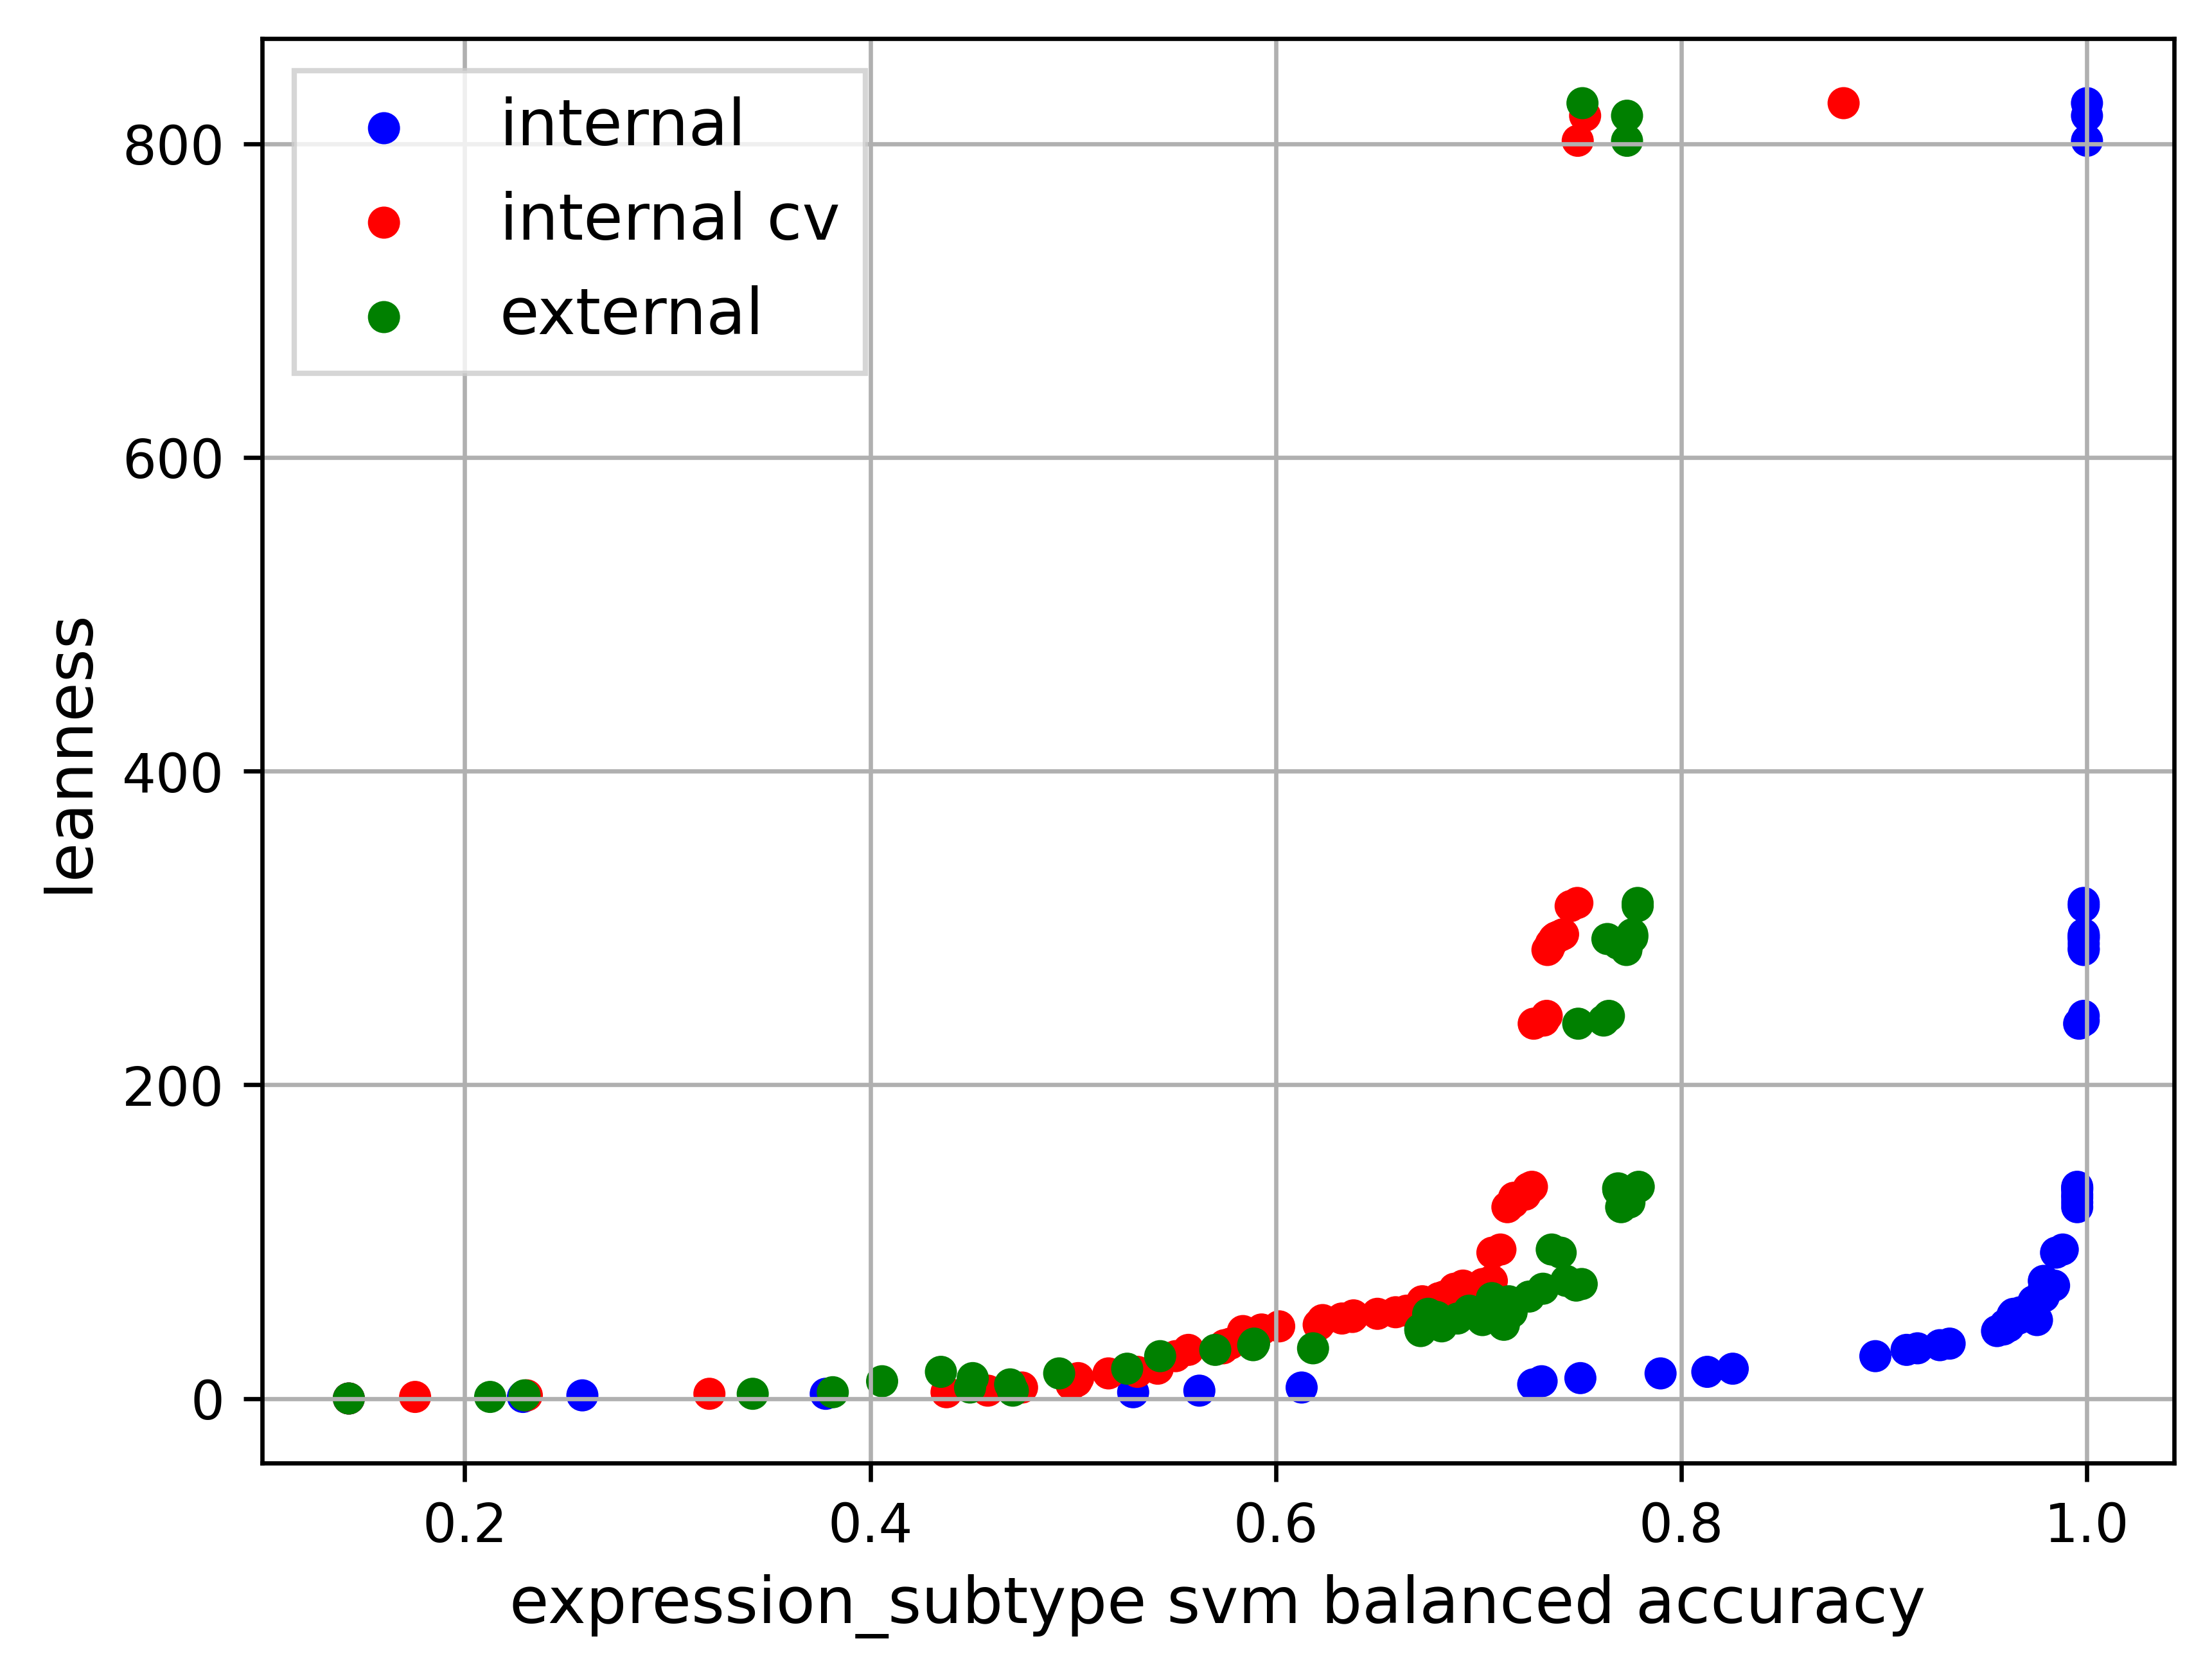 internal
internal cv
external
800
600
400
200
0
leanness
0.2 0.4 0.6 0.8 1.0
expression_subtype svm balanced accuracy